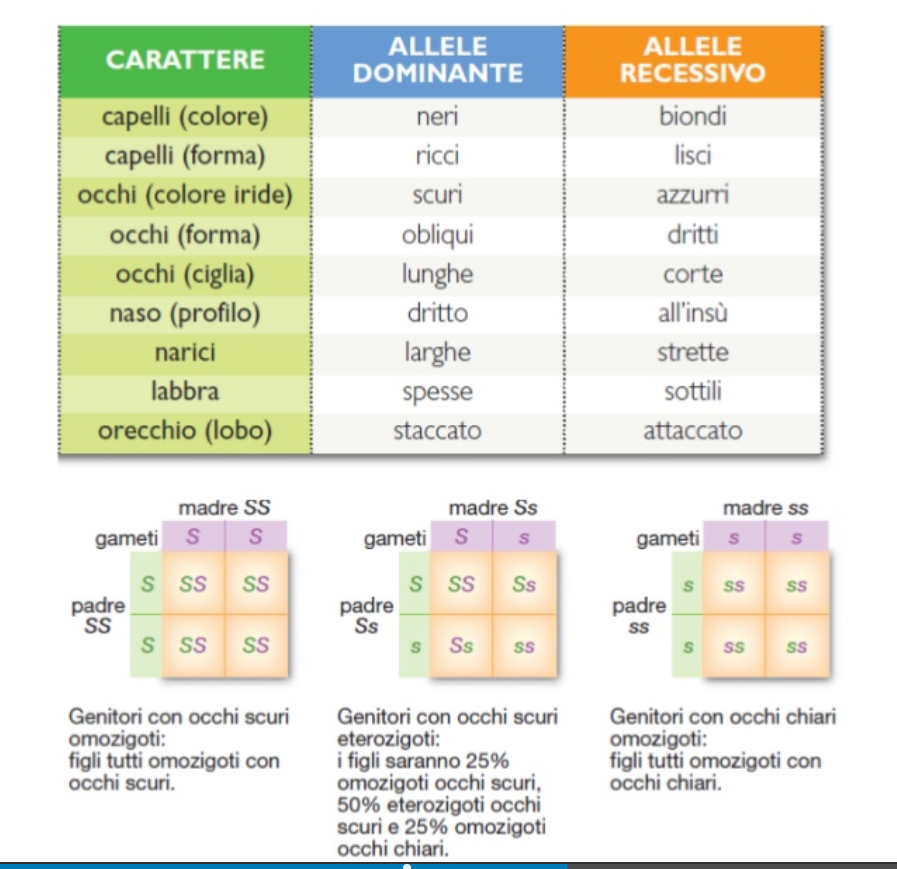 CARATTERE
ALLELE
DOMINANTE
ALLELE
RECESSIVO
capelli (colore) neri biondi
capelli (forma) ricci lisci
occhi (colore iride) scuri azzurri
occhi (forma) obliqui dritti
occhi (ciglia) lunghe corte
naso (profilo) dritto all'insù
narici larghe strette
labbra spesse sottili
orecchio (lobo) staccato attaccato
madre SS
gameti S S
padre
SS
S SS SS
S SS SS
Genitori con occhi scuri
omozigoti:
figli tutti omozigoti con
occhi scuri.
madre Ss
gameti S s
padre
Ss
S SS Ss
s Ss ss
Genitori con occhi scuri
eterozigoti:
i figli saranno 25%
omozigoti occhi scuri,
50% eterozigoti occhi
scuri e 25% omozigoti
occhi chiari.
madre ss
gameti s s
padre
ss
s ss ss
s ss ss
Genitori con occhi chiari
omozigoti:
figli tutti omozigoti con
occhi chiari.